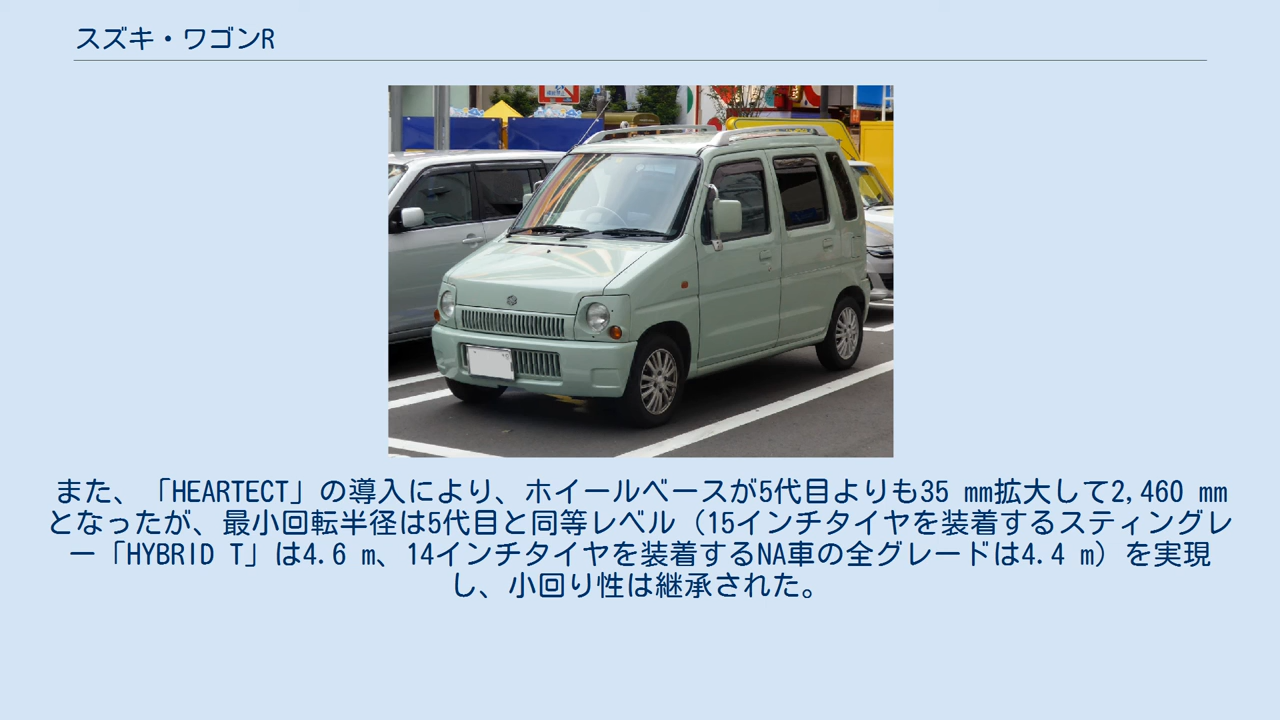 スズキ・ワゴンR
また、「HEARTECT」の導入により、ホイールベースが5代目よりも35 mm拡大して2,460 mm
となったが、最小回転半径は5代目と同等レベル（15インチタイヤを装着するスティングレ
ー「HYBRID T」は4.6 m、14インチタイヤを装着するNA車の全グレードは4.4 m）を実現
し、小回り性は継承された。